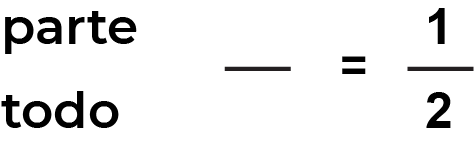 parte 1
= 
todo 2